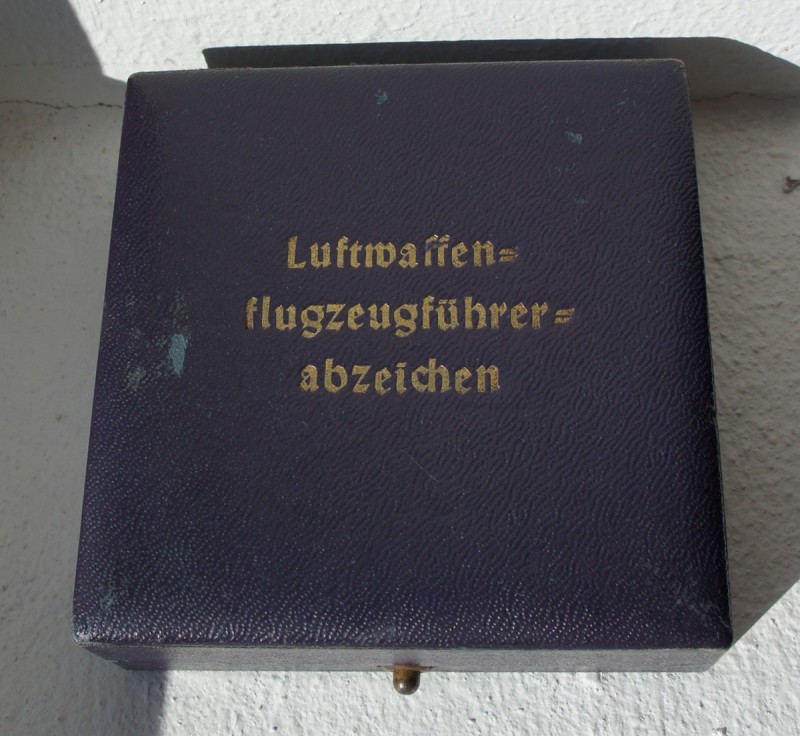 Luftwaffen=
flugzeugführer=
abzeichen